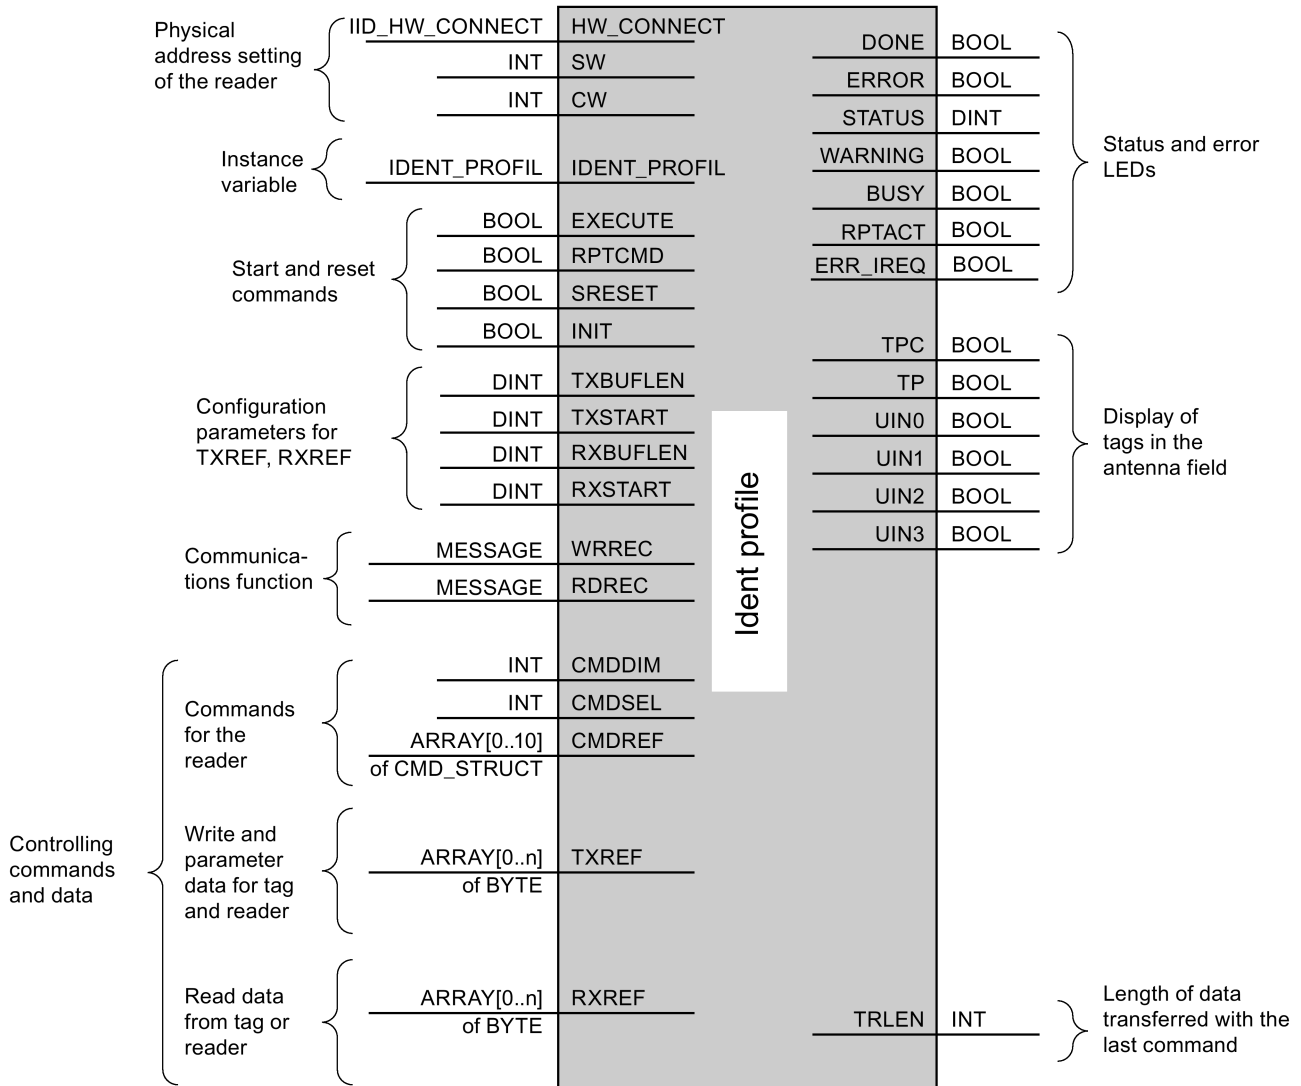 Physical
address setting
of the reader
IID_HW_CONNECT HW_CONNECT
INT SW
INT CW
Instance
variable
IDENT_PROFIL IDENT_PROFIL
Start and reset
commands
BOOL EXECUTE
BOOL RPTCMD
BOOL SRESET
BOOL INIT
Configuration
parameters for
TXREF, RXREF
DINT TXBUFLEN
DINT TXSTART
DINT RXBUFLEN
DINT RXSTART
Communica-
tions function
MESSAGE WRREC
MESSAGE RDREC
Controlling
commands
and data
Commands
for the
reader
INT CMDDIM
INT CMDSEL
ARRAY[0..10] CMDREF
of CMD_STRUCT
Write and
parameter
data for tag
and reader
ARRAY[0..n] TXREF
of BYTE
Read data
from tag or
reader
ARRAY[0..n] RXREF
of BYTE
Ident profile
DONE BOOL
ERROR BOOL
STATUS DINT
WARNING BOOL
BUSY BOOL
RPTACT BOOL
ERR_IREQ BOOL
Status and error
LEDs
TPC BOOL
TP BOOL
UIN0 BOOL
UIN1 BOOL
UIN2 BOOL
UIN3 BOOL
Display of
tags in the
antenna field
TRLEN INT
Length of data
transferred with the
last command